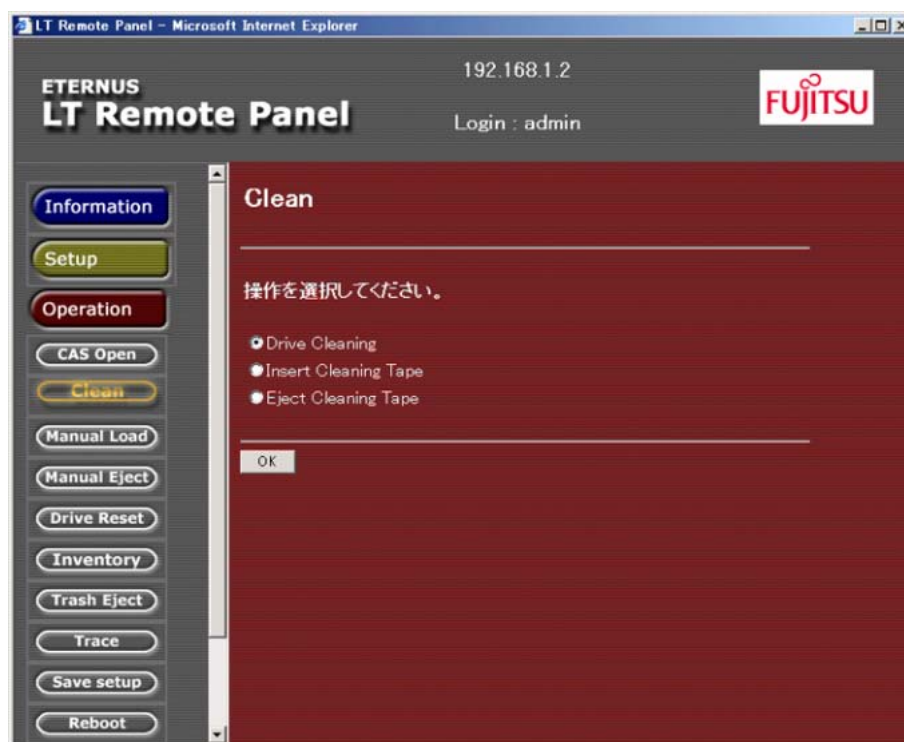 LT Remote Panel - Microsoft Internet Explorer
ETERNUS
LT Remote Panel
192.168.1.2
Login : admin
FUJITSU
Information
Setup
Operation
CAS Open
Clean
Manual Load
Manual Eject
Drive Reset
Inventory
Trash Eject
Trace
Save setup
Reboot
Clean
操作を選択してください。
Drive Cleaning
Insert Cleaning Tape
Eject Cleaning Tape
OK